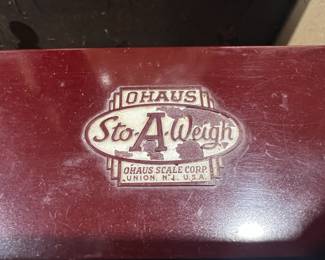 OHAUS
Sto-A-Weigh
OHAUS SCALE CORP.
UNION, N.J. U.S.A.